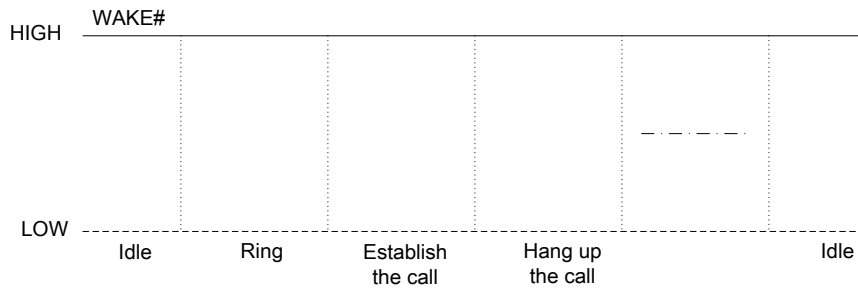 WAKE#
HIGH
LOW
Idle
Ring
Establish
the call
Hang up
the call
Idle